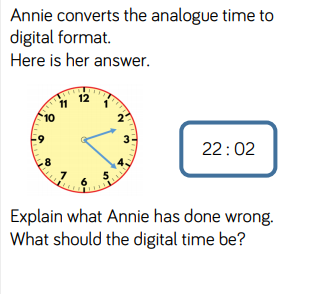 Annie converts the analogue time to
digital format.
Here is her answer.
12
11 1
10 2
9 3
8 4
7 5
6
22 : 02
Explain what Annie has done wrong.
What should the digital time be?